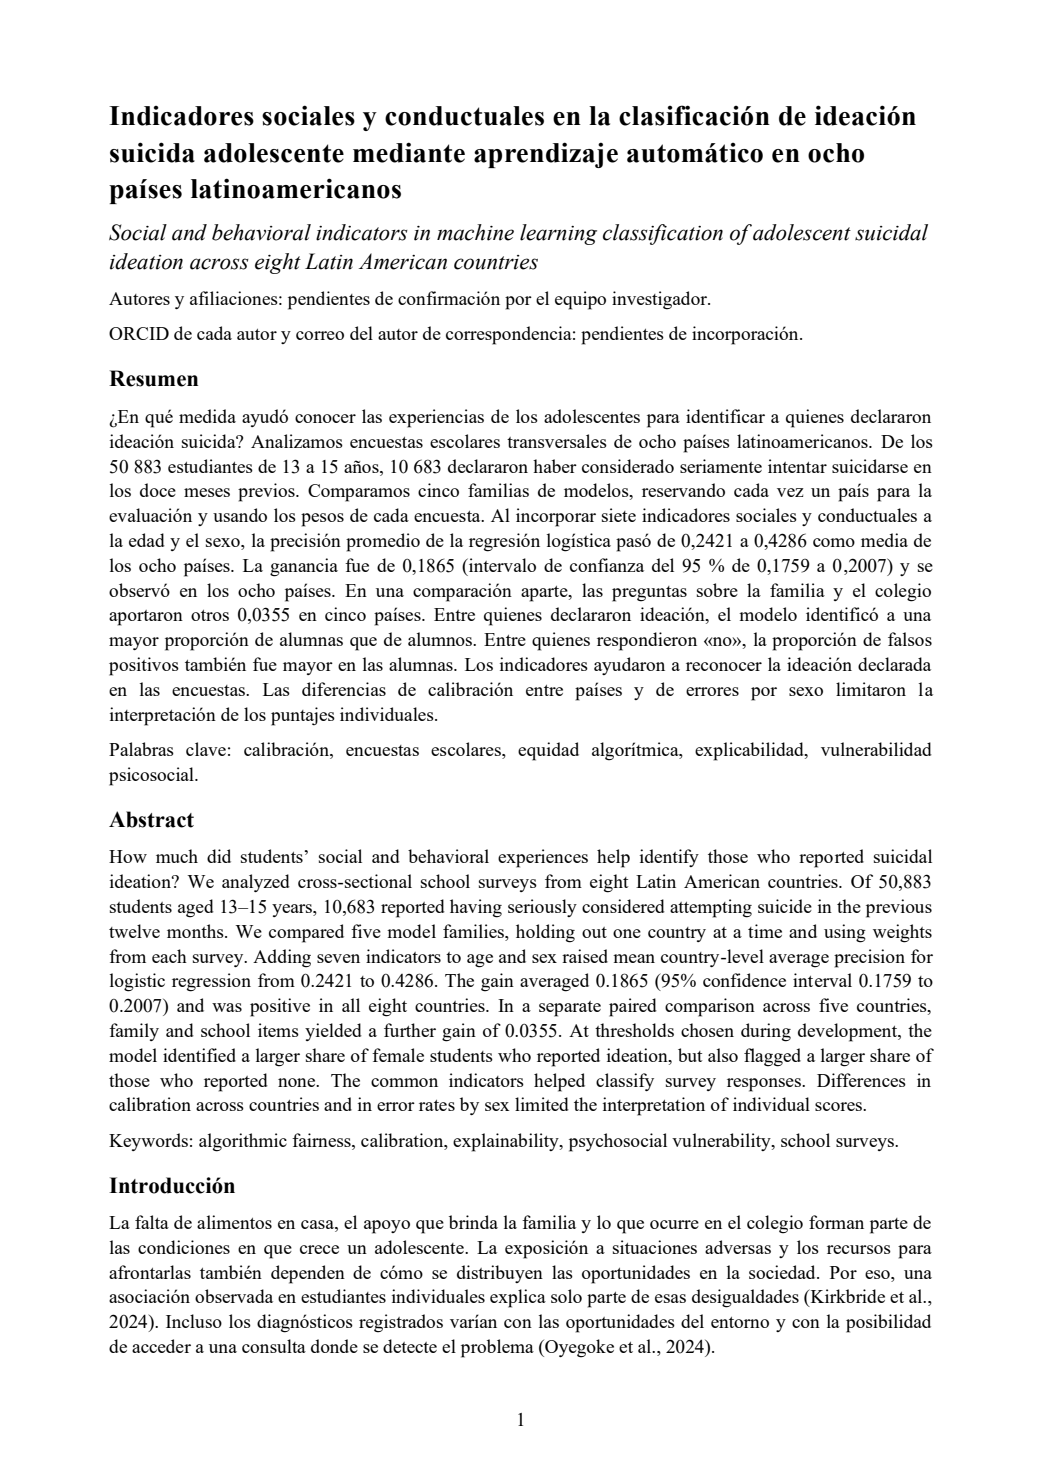 Indicadores sociales y conductuales en la clasificación de ideación
suicida adolescente mediante aprendizaje automático en ocho
países latinoamericanos
Social and behavioral indicators in machine learning classification of adolescent suicidal
ideation across eight Latin American countries
Autores y afiliaciones: pendientes de confirmación por el equipo investigador.
ORCID de cada autor y correo del autor de correspondencia: pendientes de incorporación.
Resumen
¿En qué medida ayudó conocer las experiencias de los adolescentes para identificar a quienes declararon
ideación suicida? Analizamos encuestas escolares transversales de ocho países latinoamericanos. De los
50 883 estudiantes de 13 a 15 años, 10 683 declararon haber considerado seriamente intentar suicidarse en
los doce meses previos. Comparamos cinco familias de modelos, reservando cada vez un país para la
evaluación y usando los pesos de cada encuesta. Al incorporar siete indicadores sociales y conductuales a
la edad y el sexo, la precisión promedio de la regresión logística pasó de 0,2421 a 0,4286 como media de
los ocho países. La ganancia fue de 0,1865 (intervalo de confianza del 95 % de 0,1759 a 0,2007) y se
observó en los ocho países. En una comparación aparte, las preguntas sobre la familia y el colegio
aportaron otros 0,0355 en cinco países. Entre quienes declararon ideación, el modelo identificó a una
mayor proporción de alumnas que de alumnos. Entre quienes respondieron «no», la proporción de falsos
positivos también fue mayor en las alumnas. Los indicadores ayudaron a reconocer la ideación declarada
en las encuestas. Las diferencias de calibración entre países y de errores por sexo limitaron la
interpretación de los puntajes individuales.
Palabras clave: calibración, encuestas escolares, equidad algorítmica, explicabilidad, vulnerabilidad
psicosocial.
Abstract
How much did students’ social and behavioral experiences help identify those who reported suicidal
ideation? We analyzed cross-sectional school surveys from eight Latin American countries. Of 50,883
students aged 13–15 years, 10,683 reported having seriously considered attempting suicide in the previous
twelve months. We compared five model families, holding out one country at a time and using weights
from each survey. Adding seven indicators to age and sex raised mean country-level average precision for
logistic regression from 0.2421 to 0.4286. The gain averaged 0.1865 (95% confidence interval 0.1759 to
0.2007) and was positive in all eight countries. In a separate paired comparison across five countries,
family and school items yielded a further gain of 0.0355. At thresholds chosen during development, the
model identified a larger share of female students who reported ideation, but also flagged a larger share of
those who reported none. The common indicators helped classify survey responses. Differences in
calibration across countries and in error rates by sex limited the interpretation of individual scores.
Keywords: algorithmic fairness, calibration, explainability, psychosocial vulnerability, school surveys.
Introducción
La falta de alimentos en casa, el apoyo que brinda la familia y lo que ocurre en el colegio forman parte de
las condiciones en que crece un adolescente. La exposición a situaciones adversas y los recursos para
afrontarlas también dependen de cómo se distribuyen las oportunidades en la sociedad. Por eso, una
asociación observada en estudiantes individuales explica solo parte de esas desigualdades (Kirkbride et al.,
2024). Incluso los diagnósticos registrados varían con las oportunidades del entorno y con la posibilidad
de acceder a una consulta donde se detecte el problema (Oyegoke et al., 2024).
1